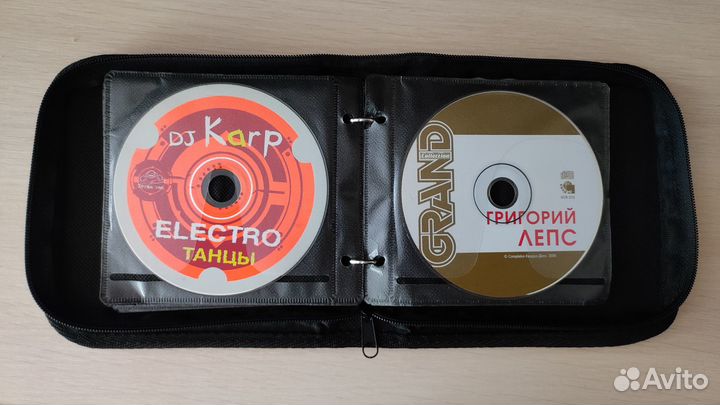 DJ Karp
ELECTRO
ТАНЦЫ
GRAND
Collection
ГРИГОРИЙ
ЛЕПС
Avito